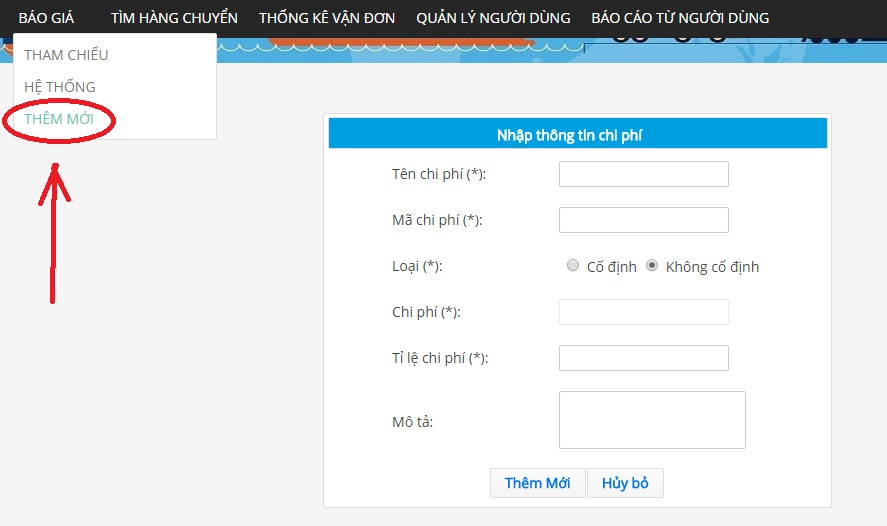 BÁO GIÁ TÌM HÀNG CHUYỂN THỐNG KÊ VẬN ĐƠN QUẢN LÝ NGƯỜI DÙNG BÁO CÁO TỪ NGƯỜI DÙNG
THAM CHIẾU
HỆ THỐNG
THÊM MỚI
Nhập thông tin chi phí
Tên chi phí (*):
Mã chi phí (*):
Loại (*): Cố định Không cố định
Chi phí (*):
Tỉ lệ chi phí (*):
Mô tả:
Thêm Mới Hủy bỏ